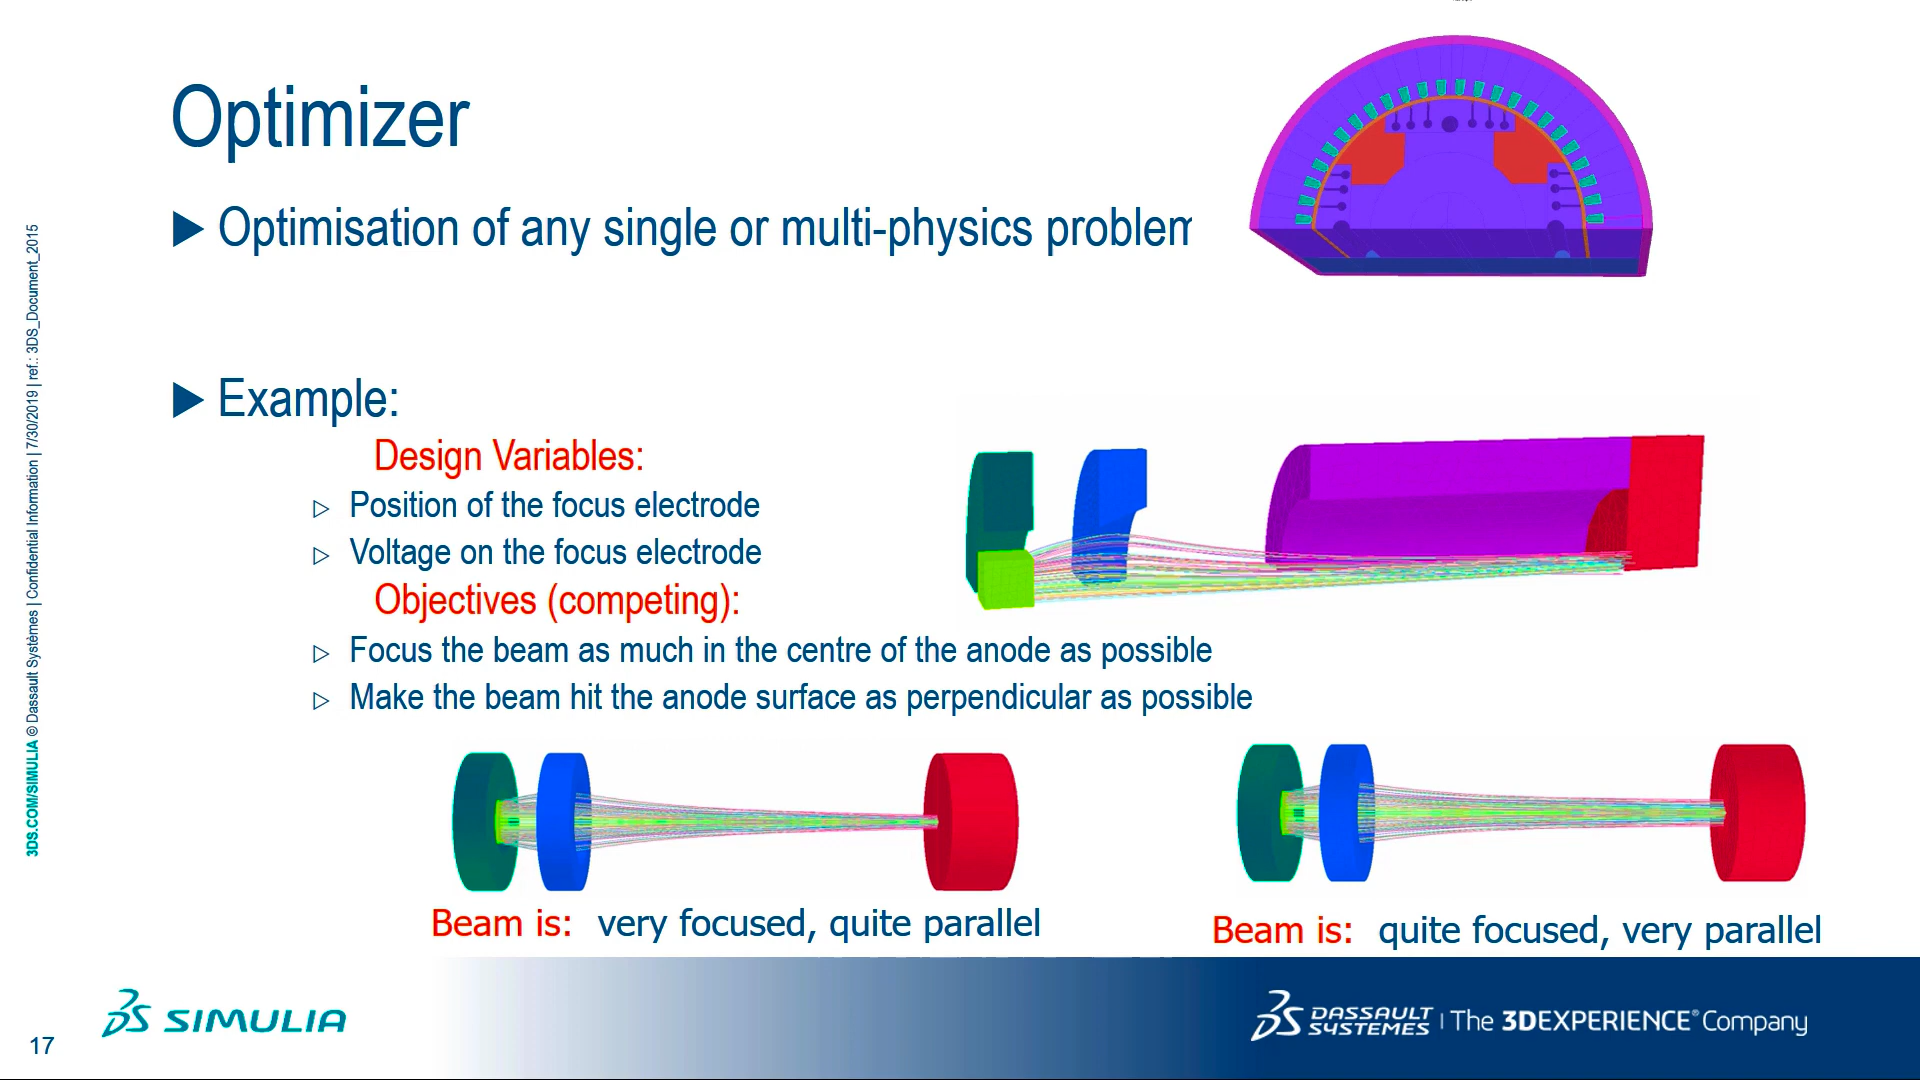 Optimizer
Optimisation of any single or multi-physics problem
Example:
Design Variables:
Position of the focus electrode
Voltage on the focus electrode
Objectives (competing):
Focus the beam as much in the centre of the anode as possible
Make the beam hit the anode surface as perpendicular as possible
Beam is: very focused, quite parallel
Beam is: quite focused, very parallel
3DS.COM/SIMULIA © Dassault Systèmes | Confidential Information | 7/30/2019 | ref.: 3DS_Document_2015
17
SIMULIA
DASSAULT SYSTEMES | The 3DEXPERIENCE® Company